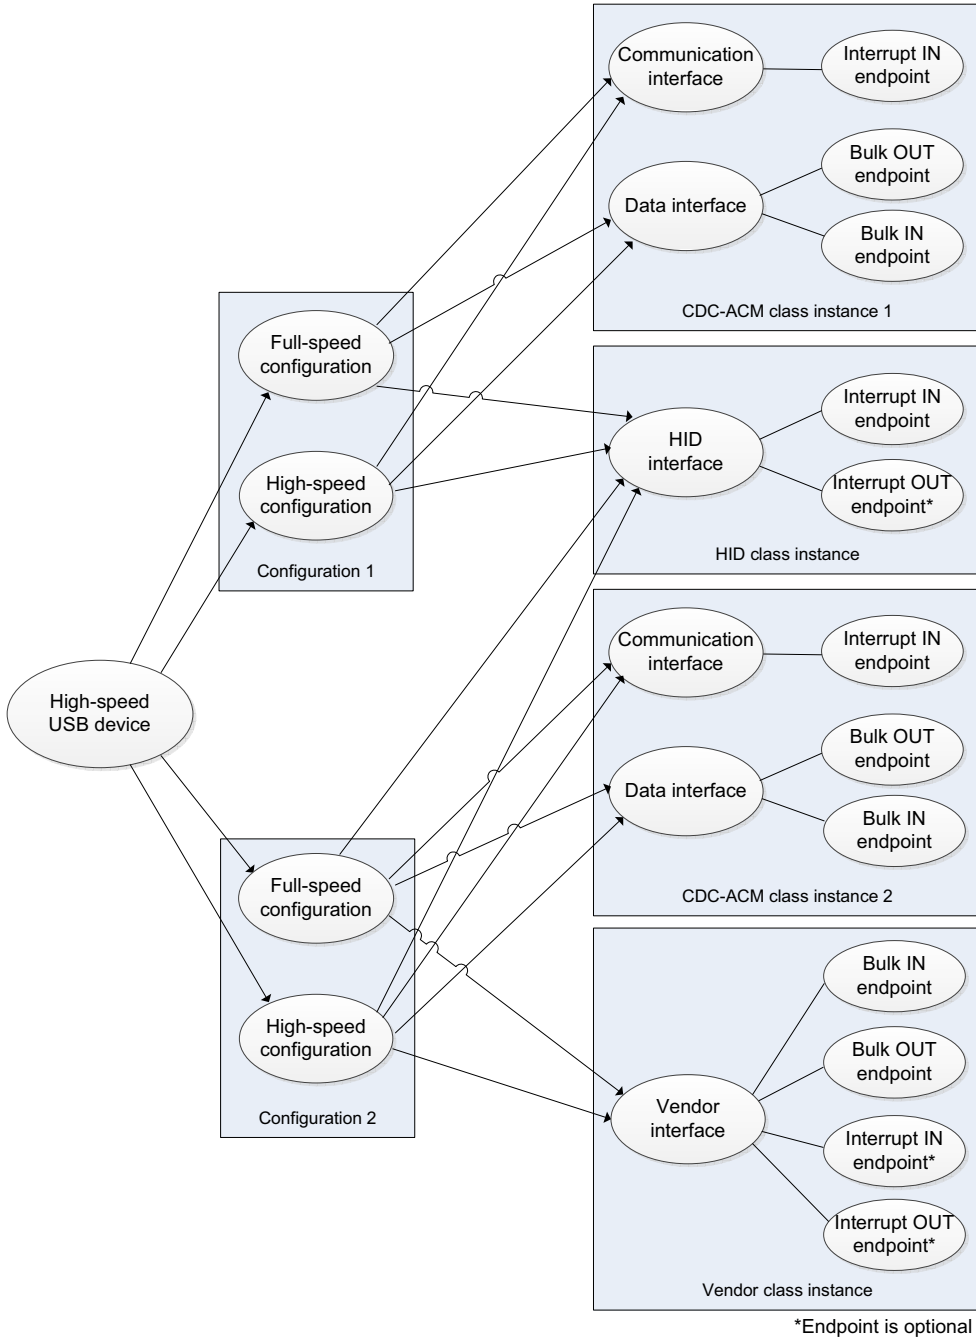 Communication
interface
Interrupt IN
endpoint
Bulk OUT
endpoint
Data interface
Bulk IN
endpoint
CDC-ACM class instance 1
Full-speed
configuration
High-speed
configuration
Configuration 1
Interrupt IN
endpoint
HID
interface
Interrupt OUT
endpoint*
HID class instance
High-speed
USB device
Communication
interface
Interrupt IN
endpoint
Bulk OUT
endpoint
Data interface
Bulk IN
endpoint
CDC-ACM class instance 2
Full-speed
configuration
High-speed
configuration
Configuration 2
Bulk IN
endpoint
Bulk OUT
endpoint
Vendor
interface
Interrupt IN
endpoint*
Interrupt OUT
endpoint*
Vendor class instance
*Endpoint is optional